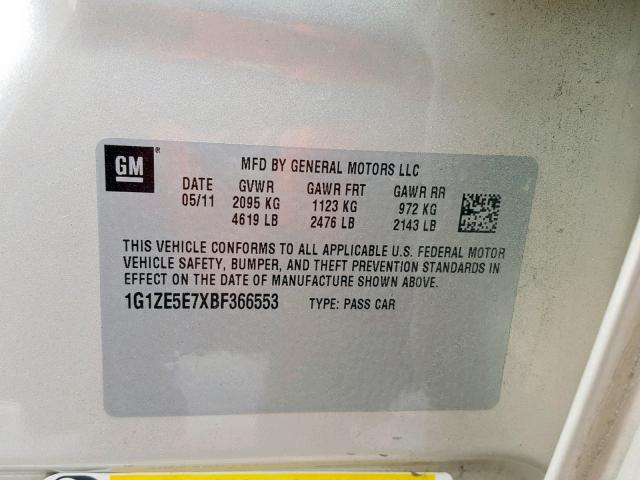 GM ® MFD BY GENERAL MOTORS LLC
DATE GVWR GAWR FRT GAWR RR
05/11 2095 KG 1123 KG 972 KG
4619 LB 2476 LB 2143 LB
THIS VEHICLE CONFORMS TO ALL APPLICABLE U.S. FEDERAL MOTOR
VEHICLE SAFETY, BUMPER, AND THEFT PREVENTION STANDARDS IN
EFFECT ON THE DATE OF MANUFACTURE SHOWN ABOVE.
1G1ZE5E7XBF366553 TYPE: PASS CAR